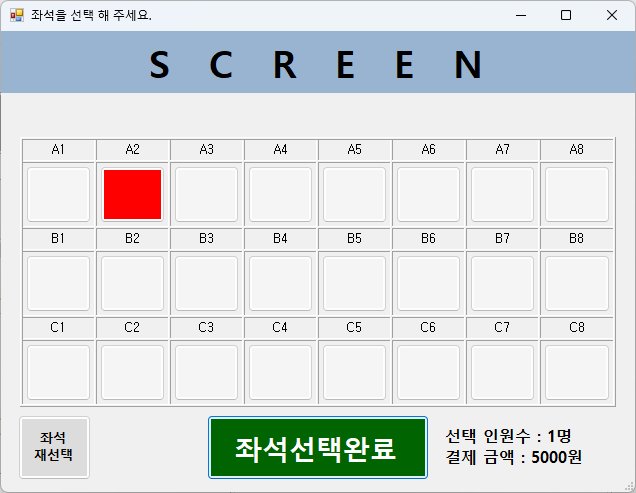 좌석을 선택 해 주세요.
S C R E E N
A1 A2 A3 A4 A5 A6 A7 A8
B1 B2 B3 B4 B5 B6 B7 B8
C1 C2 C3 C4 C5 C6 C7 C8
좌석
재선택
좌석선택완료
선택 인원수 : 1명
결제 금액 : 5000원